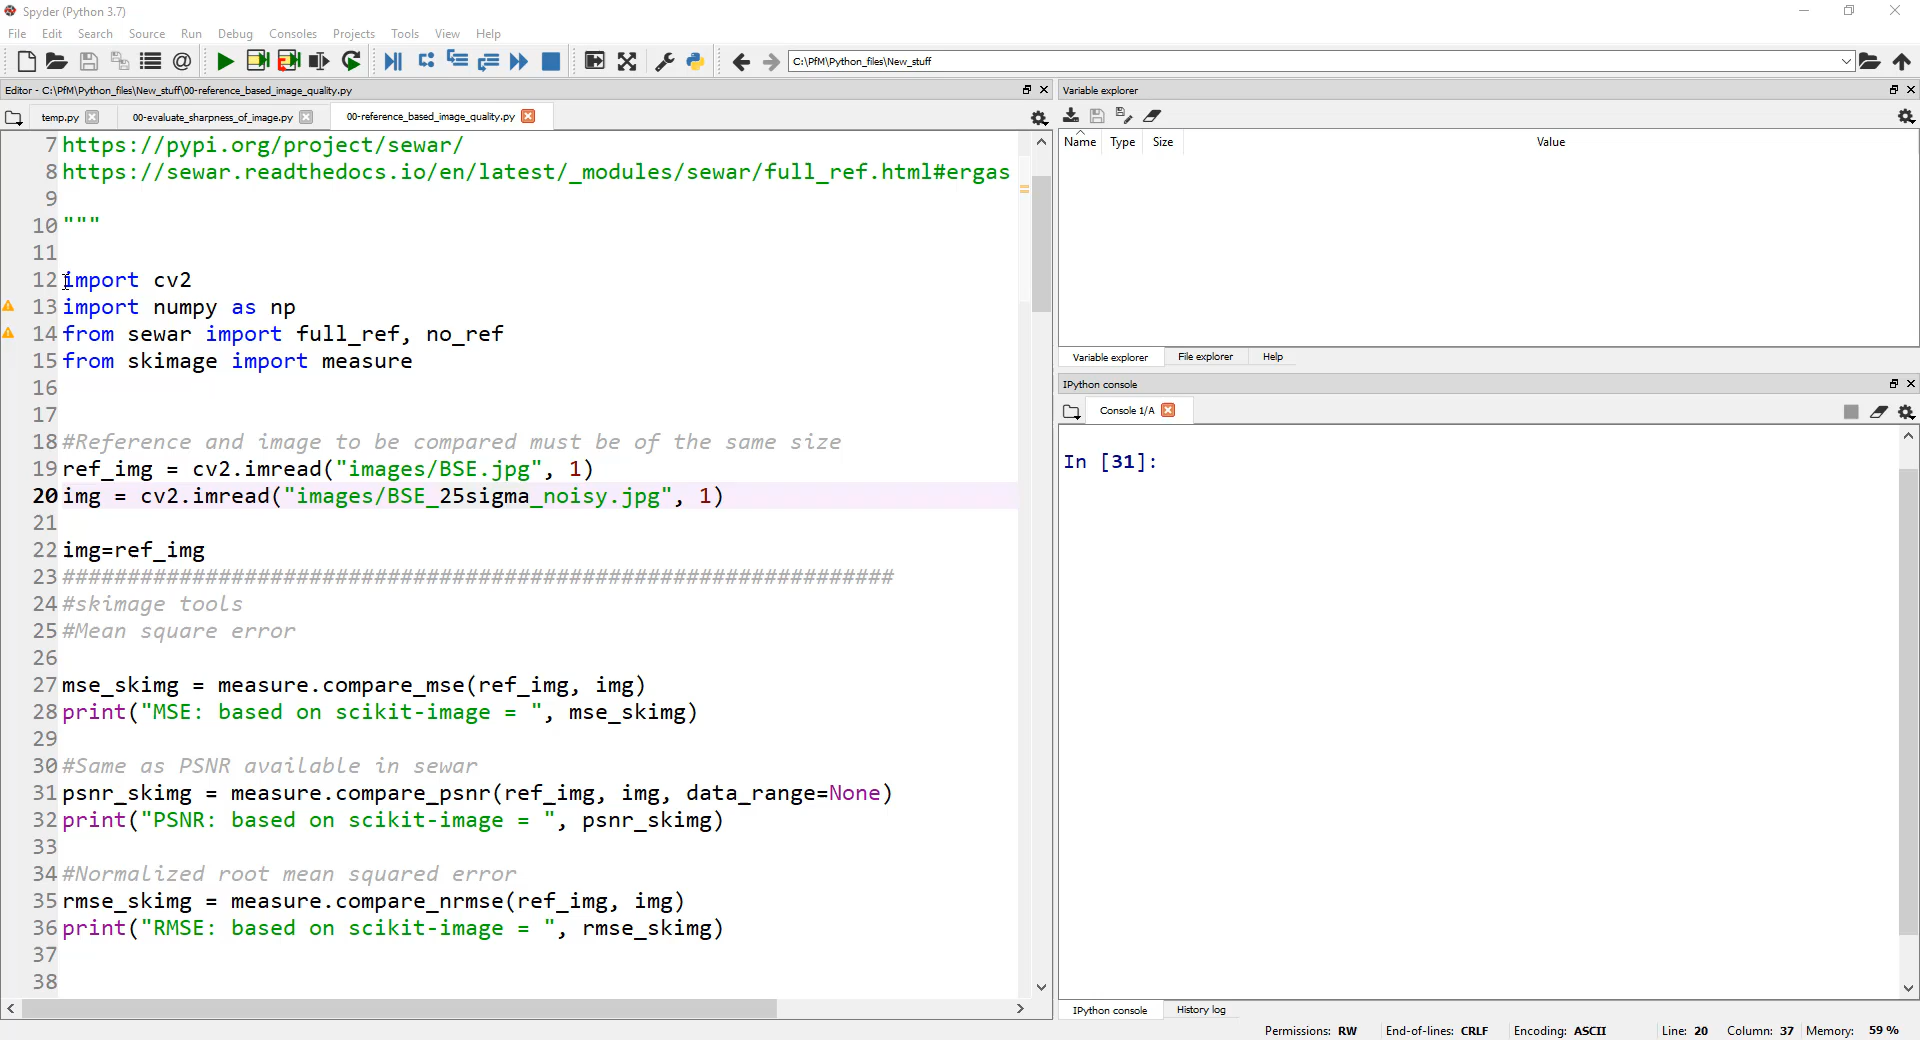 Spyder (Python 3.7)
File Edit Search Source Run Debug Consoles Projects Tools View Help
C:\PfM\Python_files\New_stuff
Editor - C:\PfM\Python_files\New_stuff\00-reference_based_image_quality.py
temp.py 00-evaluate_sharpness_of_image.py 00-reference_based_image_quality.py
7 https://pypi.org/project/sewar/
8 https://sewar.readthedocs.io/en/latest/_modules/sewar/full_ref.html#ergas
9
10 """
11
12 import cv2
13 import numpy as np
14 from sewar import full_ref, no_ref
15 from skimage import measure
16
17
18 #Reference and image to be compared must be of the same size
19 ref_img = cv2.imread("images/BSE.jpg", 1)
20 img = cv2.imread("images/BSE_25sigma_noisy.jpg", 1)
21
22 img=ref_img
23 ################################################################
24 #skimage tools
25 #Mean square error
26
27 mse_skimg = measure.compare_mse(ref_img, img)
28 print("MSE: based on scikit-image = ", mse_skimg)
29
30 #Same as PSNR available in sewar
31 psnr_skimg = measure.compare_psnr(ref_img, img, data_range=None)
32 print("PSNR: based on scikit-image = ", psnr_skimg)
33
34 #Normalized root mean squared error
35 rmse_skimg = measure.compare_nrmse(ref_img, img)
36 print("RMSE: based on scikit-image = ", rmse_skimg)
37
38
Variable explorer
Name Type Size Value
Variable explorer File explorer Help
IPython console
Console 1/A
In [31]:
IPython console History log
Permissions: RW End-of-lines: CRLF Encoding: ASCII Line: 20 Column: 37 Memory: 59 %